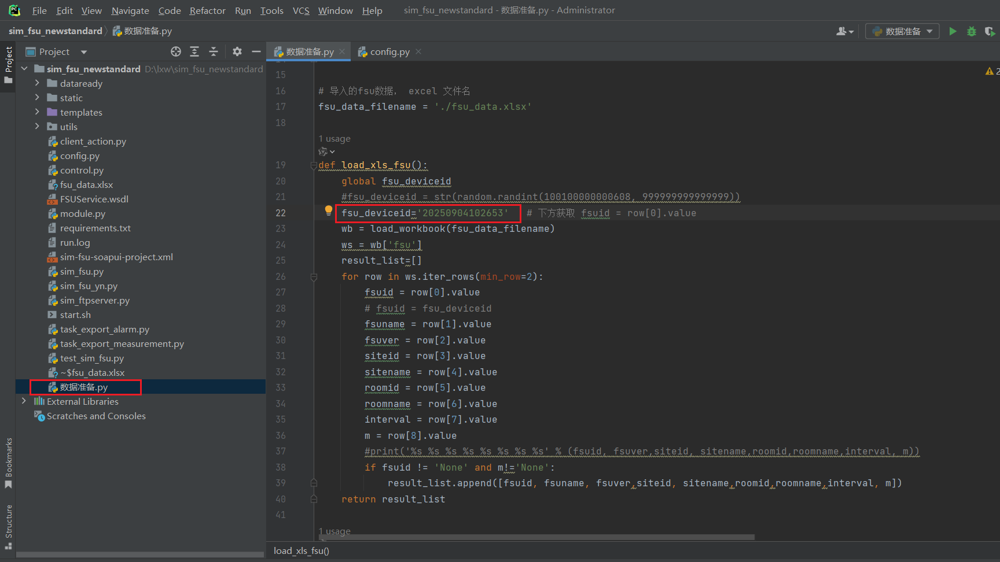 File Edit View Navigate Code Refactor Run Tools VCS Window Help sim_fsu_newstandard - 数据准备.py - Administrator
sim_fsu_newstandard 数据准备.py
数据准备
Project
Project
sim_fsu_newstandard D:\lxw\sim_fsu_newstandard
dataready
static
templates
utils
client_action.py
config.py
control.py
fsu_data.xlsx
FSUService.wsdl
module.py
requirements.txt
run.log
sim-fsu-soapui-project.xml
sim_fsu.py
sim_fsu_yn.py
sim_ftpserver.py
start.sh
task_export_alarm.py
task_export_measurement.py
test_sim_fsu.py
~$fsu_data.xlsx
数据准备.py
External Libraries
Scratches and Consoles
Bookmarks
Structure
数据准备.py config.py
2
15
16 # 导入的fsu数据， excel 文件名
17 fsu_data_filename = './fsu_data.xlsx'
18
1 usage
19 def load_xls_fsu():
20 global fsu_deviceid
21 #fsu_deviceid = str(random.randint(100100000000608, 999999999999999))
22 fsu_deviceid='20250904102653' # 下方获取 fsuid = row[0].value
23 wb = load_workbook(fsu_data_filename)
24 ws = wb['fsu']
25 result_list=[]
26 for row in ws.iter_rows(min_row=2):
27 fsuid = row[0].value
28 # fsuid = fsu_deviceid
29 fsuname = row[1].value
30 fsuver = row[2].value
31 siteid = row[3].value
32 sitename = row[4].value
33 roomid = row[5].value
34 roomname = row[6].value
35 interval = row[7].value
36 m = row[8].value
37 #print('%s %s %s %s %s %s %s %s' % (fsuid, fsuver,siteid, sitename,roomid,roomname,interval, m))
38 if fsuid != 'None' and m!='None':
39 result_list.append([fsuid, fsuname, fsuver,siteid, sitename,roomid,roomname,interval, m])
40 return result_list
41
1 usage
load_xls_fsu()